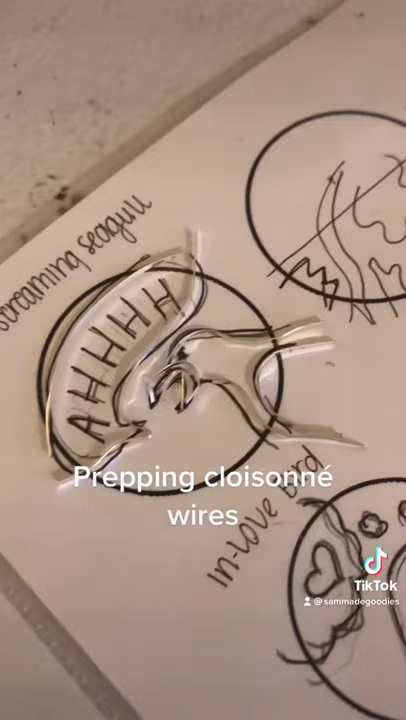 Screaming seagull
AHHHH
Prepping cloisonné
wires
in-love bird
TikTok
@sammadegoodies